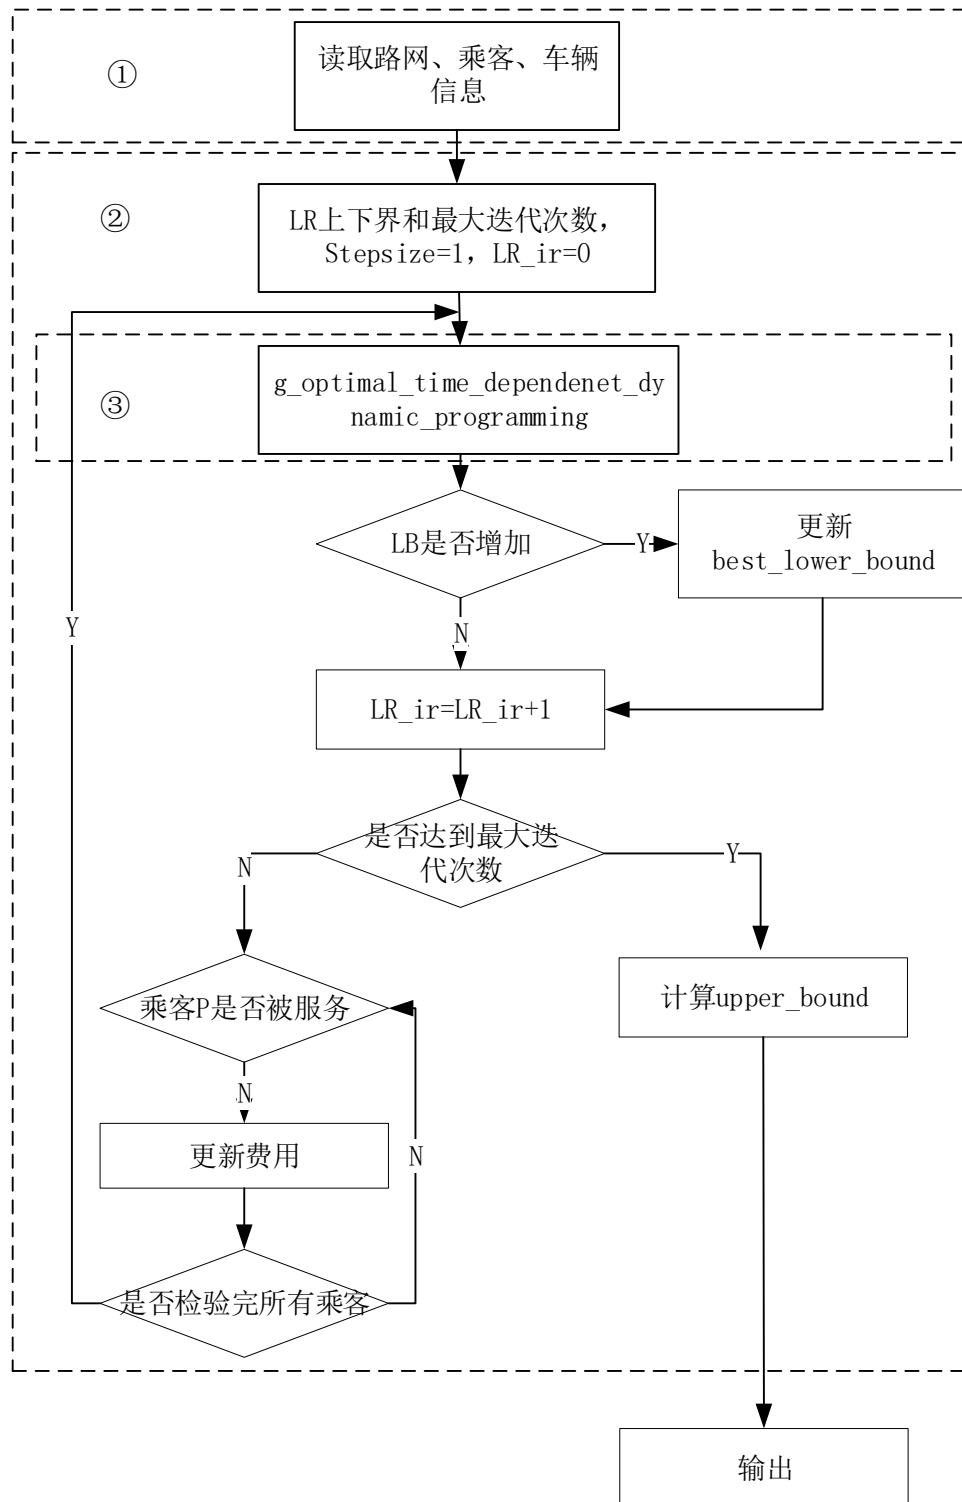 ①
读取路网、乘客、车辆
信息
②
LR上下界和最大迭代次数，
Stepsize=1，LR_ir=0
③
g_optimal_time_dependenet_dy
namic_programming
LB是否增加
Y
更新
best_lower_bound
N
Y
LR_ir=LR_ir+1
是否达到最大迭
代次数
N
Y
乘客P是否被服务
计算upper_bound
N
更新费用
N
是否检验完所有乘客
输出